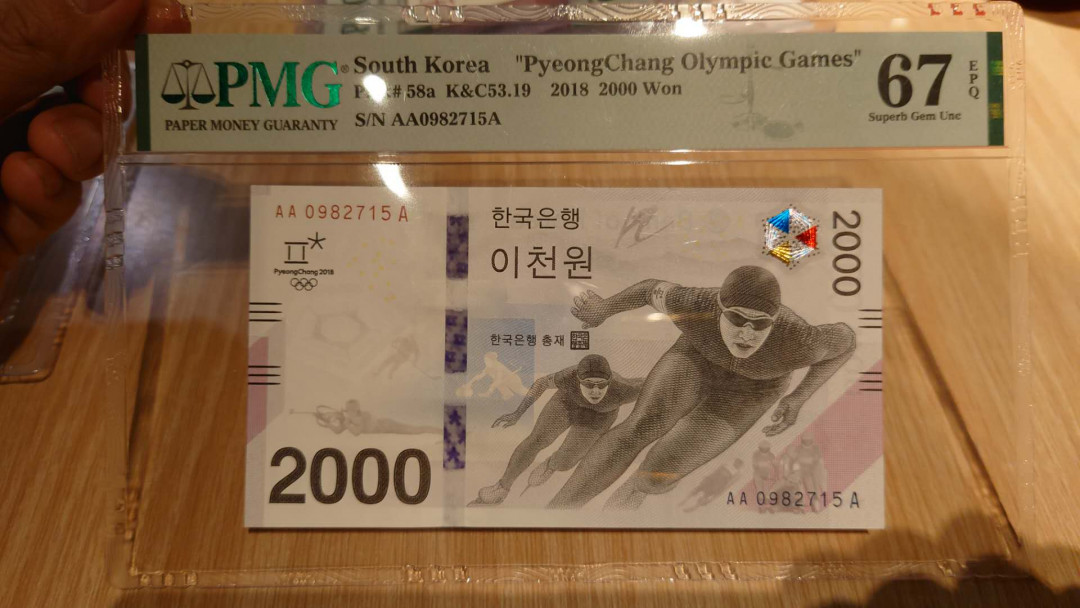 PMG
PAPER MONEY GUARANTY
South Korea "PyeongChang Olympic Games"
58a K&C53.19 2018 2000 Won
S/N AA0982715A
67
EPQ
Superb Gem Unc
AA 0982715 A
PyeongChang 2018
한국은행
이천원
2000
한국은행 총재
2000
AA 0982715 A